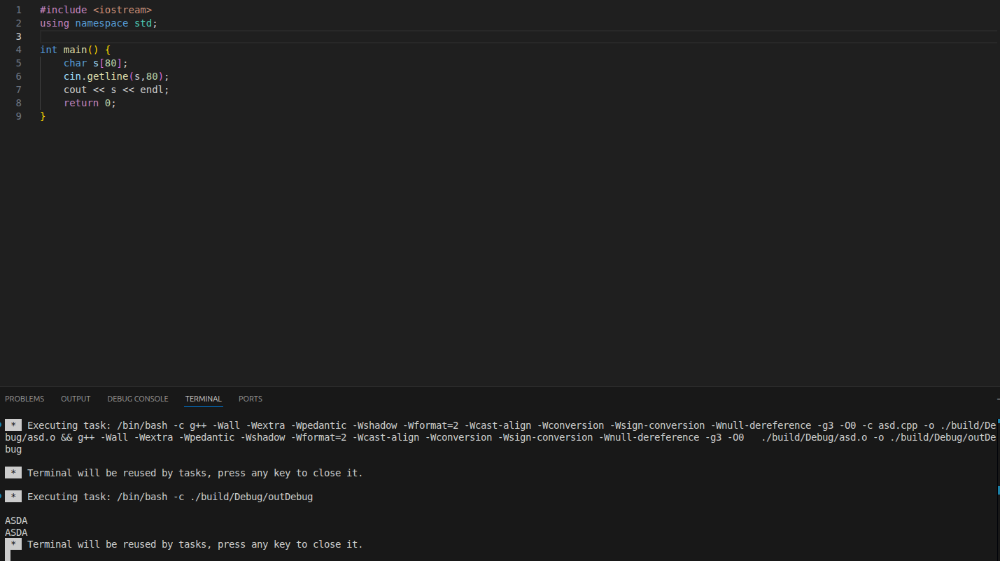 1 #include <iostream>
2 using namespace std;
3
4 int main() {
5 char s[80];
6 cin.getline(s,80);
7 cout << s << endl;
8 return 0;
9 }
PROBLEMS OUTPUT DEBUG CONSOLE TERMINAL PORTS
* Executing task: /bin/bash -c g++ -Wall -Wextra -Wpedantic -Wshadow -Wformat=2 -Wcast-align -Wconversion -Wsign-conversion -Wnull-dereference -g3 -O0 -c asd.cpp -o ./build/De
bug/asd.o && g++ -Wall -Wextra -Wpedantic -Wshadow -Wformat=2 -Wcast-align -Wconversion -Wsign-conversion -Wnull-dereference -g3 -O0 ./build/Debug/asd.o -o ./build/Debug/outDe
bug
* Terminal will be reused by tasks, press any key to close it.
* Executing task: /bin/bash -c ./build/Debug/outDebug
ASDA
ASDA
* Terminal will be reused by tasks, press any key to close it.